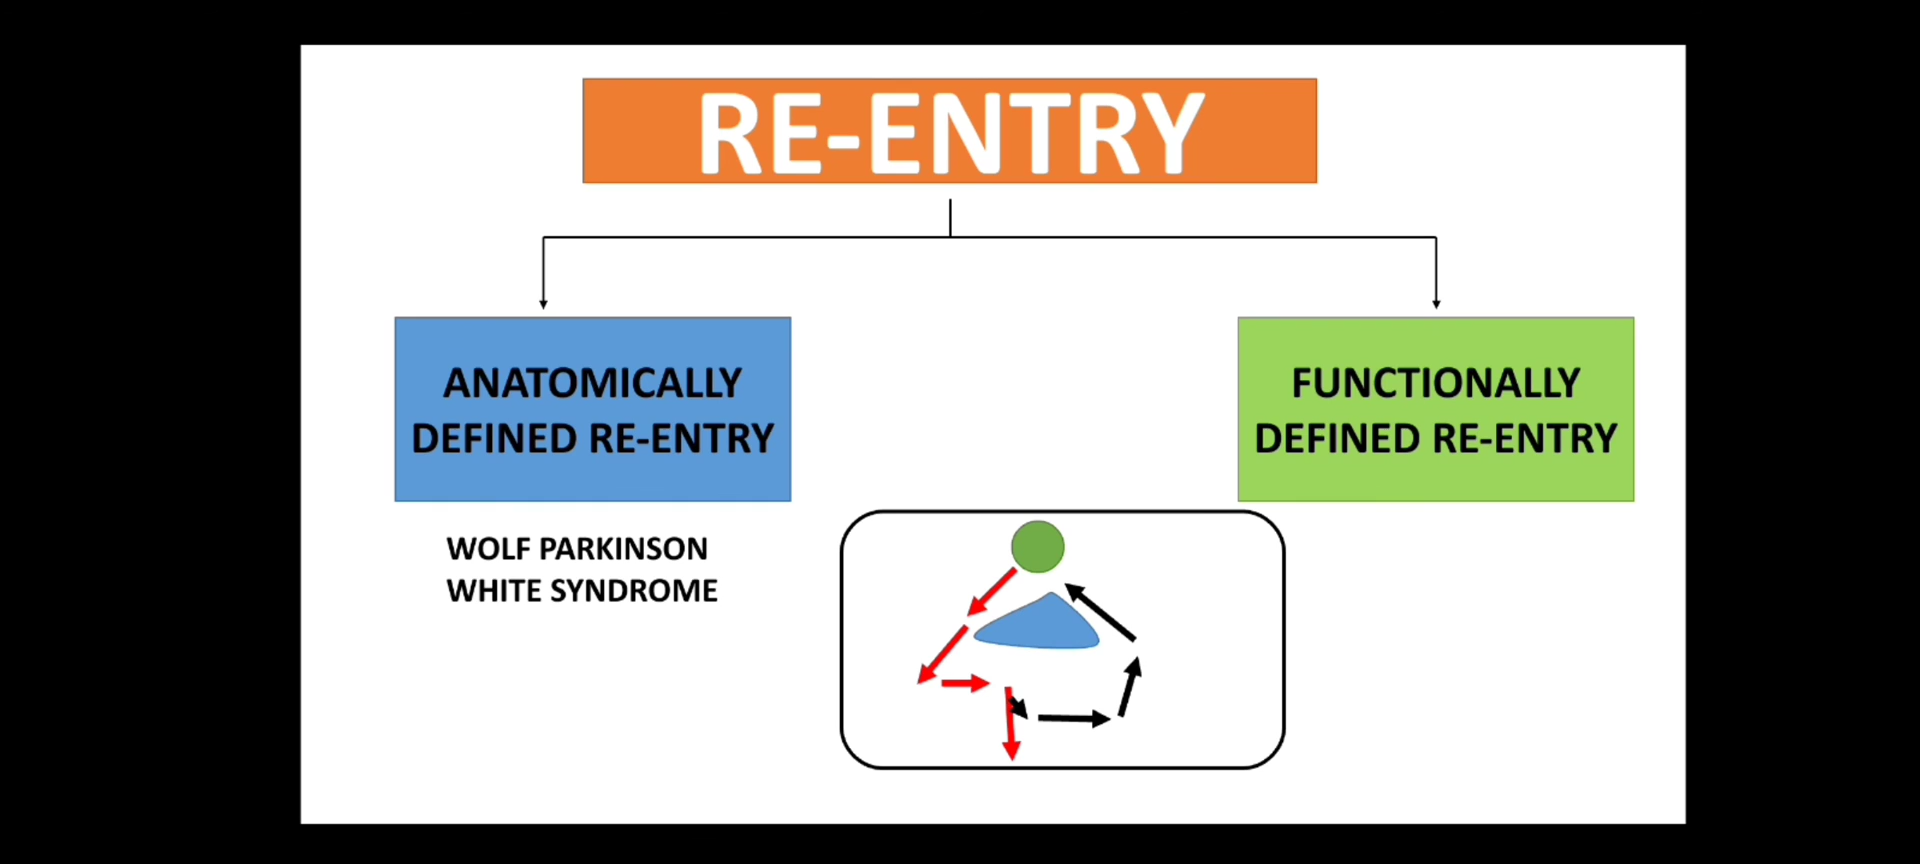 RE-ENTRY
ANATOMICALLY
DEFINED RE-ENTRY
FUNCTIONALLY
DEFINED RE-ENTRY
WOLF PARKINSON
WHITE SYNDROME